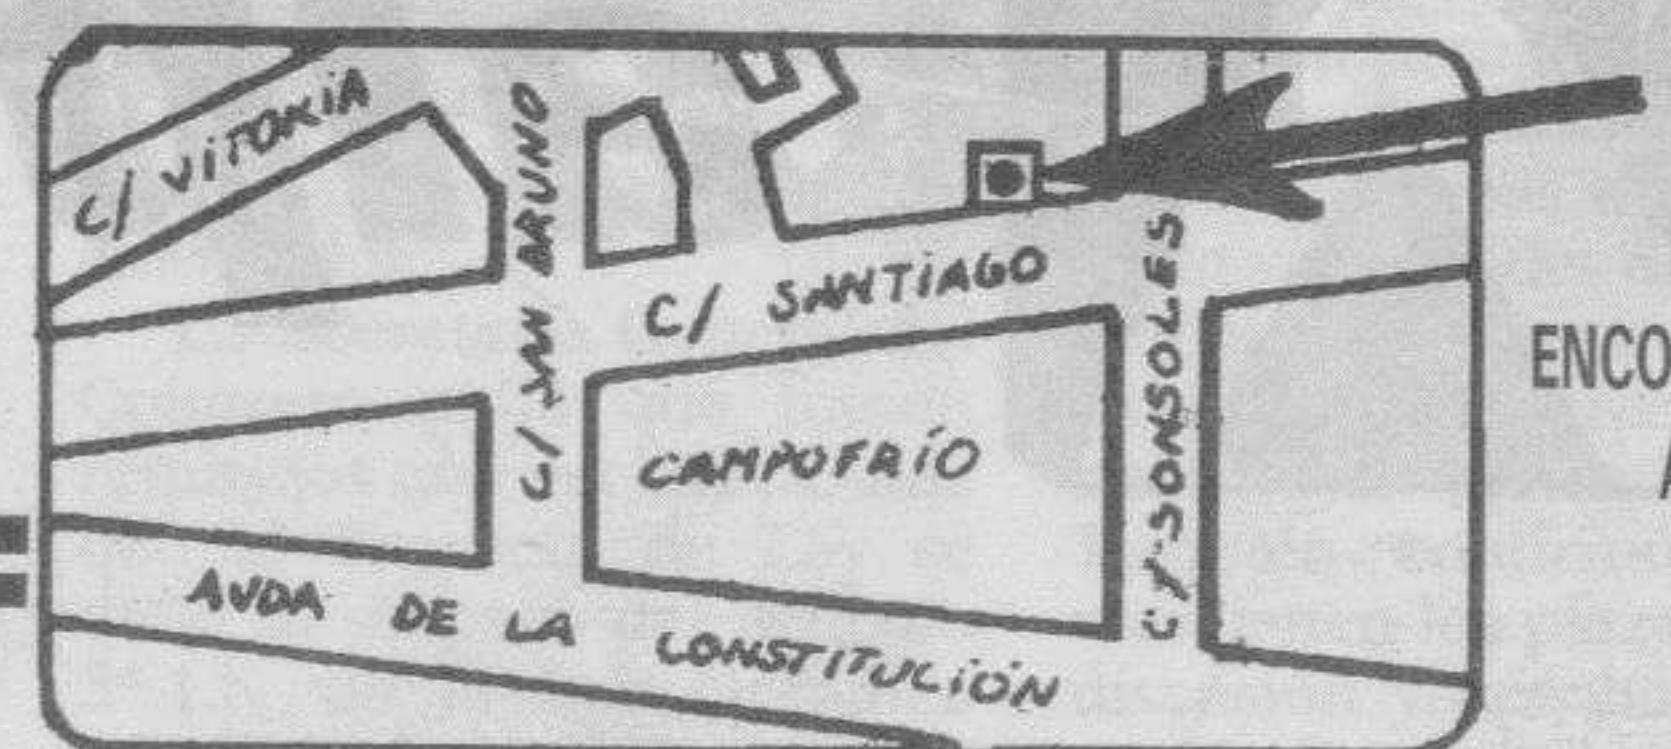 C/ VITORIA
C/ SAN BRUNO
C/ SANTIAGO
C/ SONSOLES
CAMPOFRÍO
AVDA DE LA CONSTITUCIÓN
ENCO